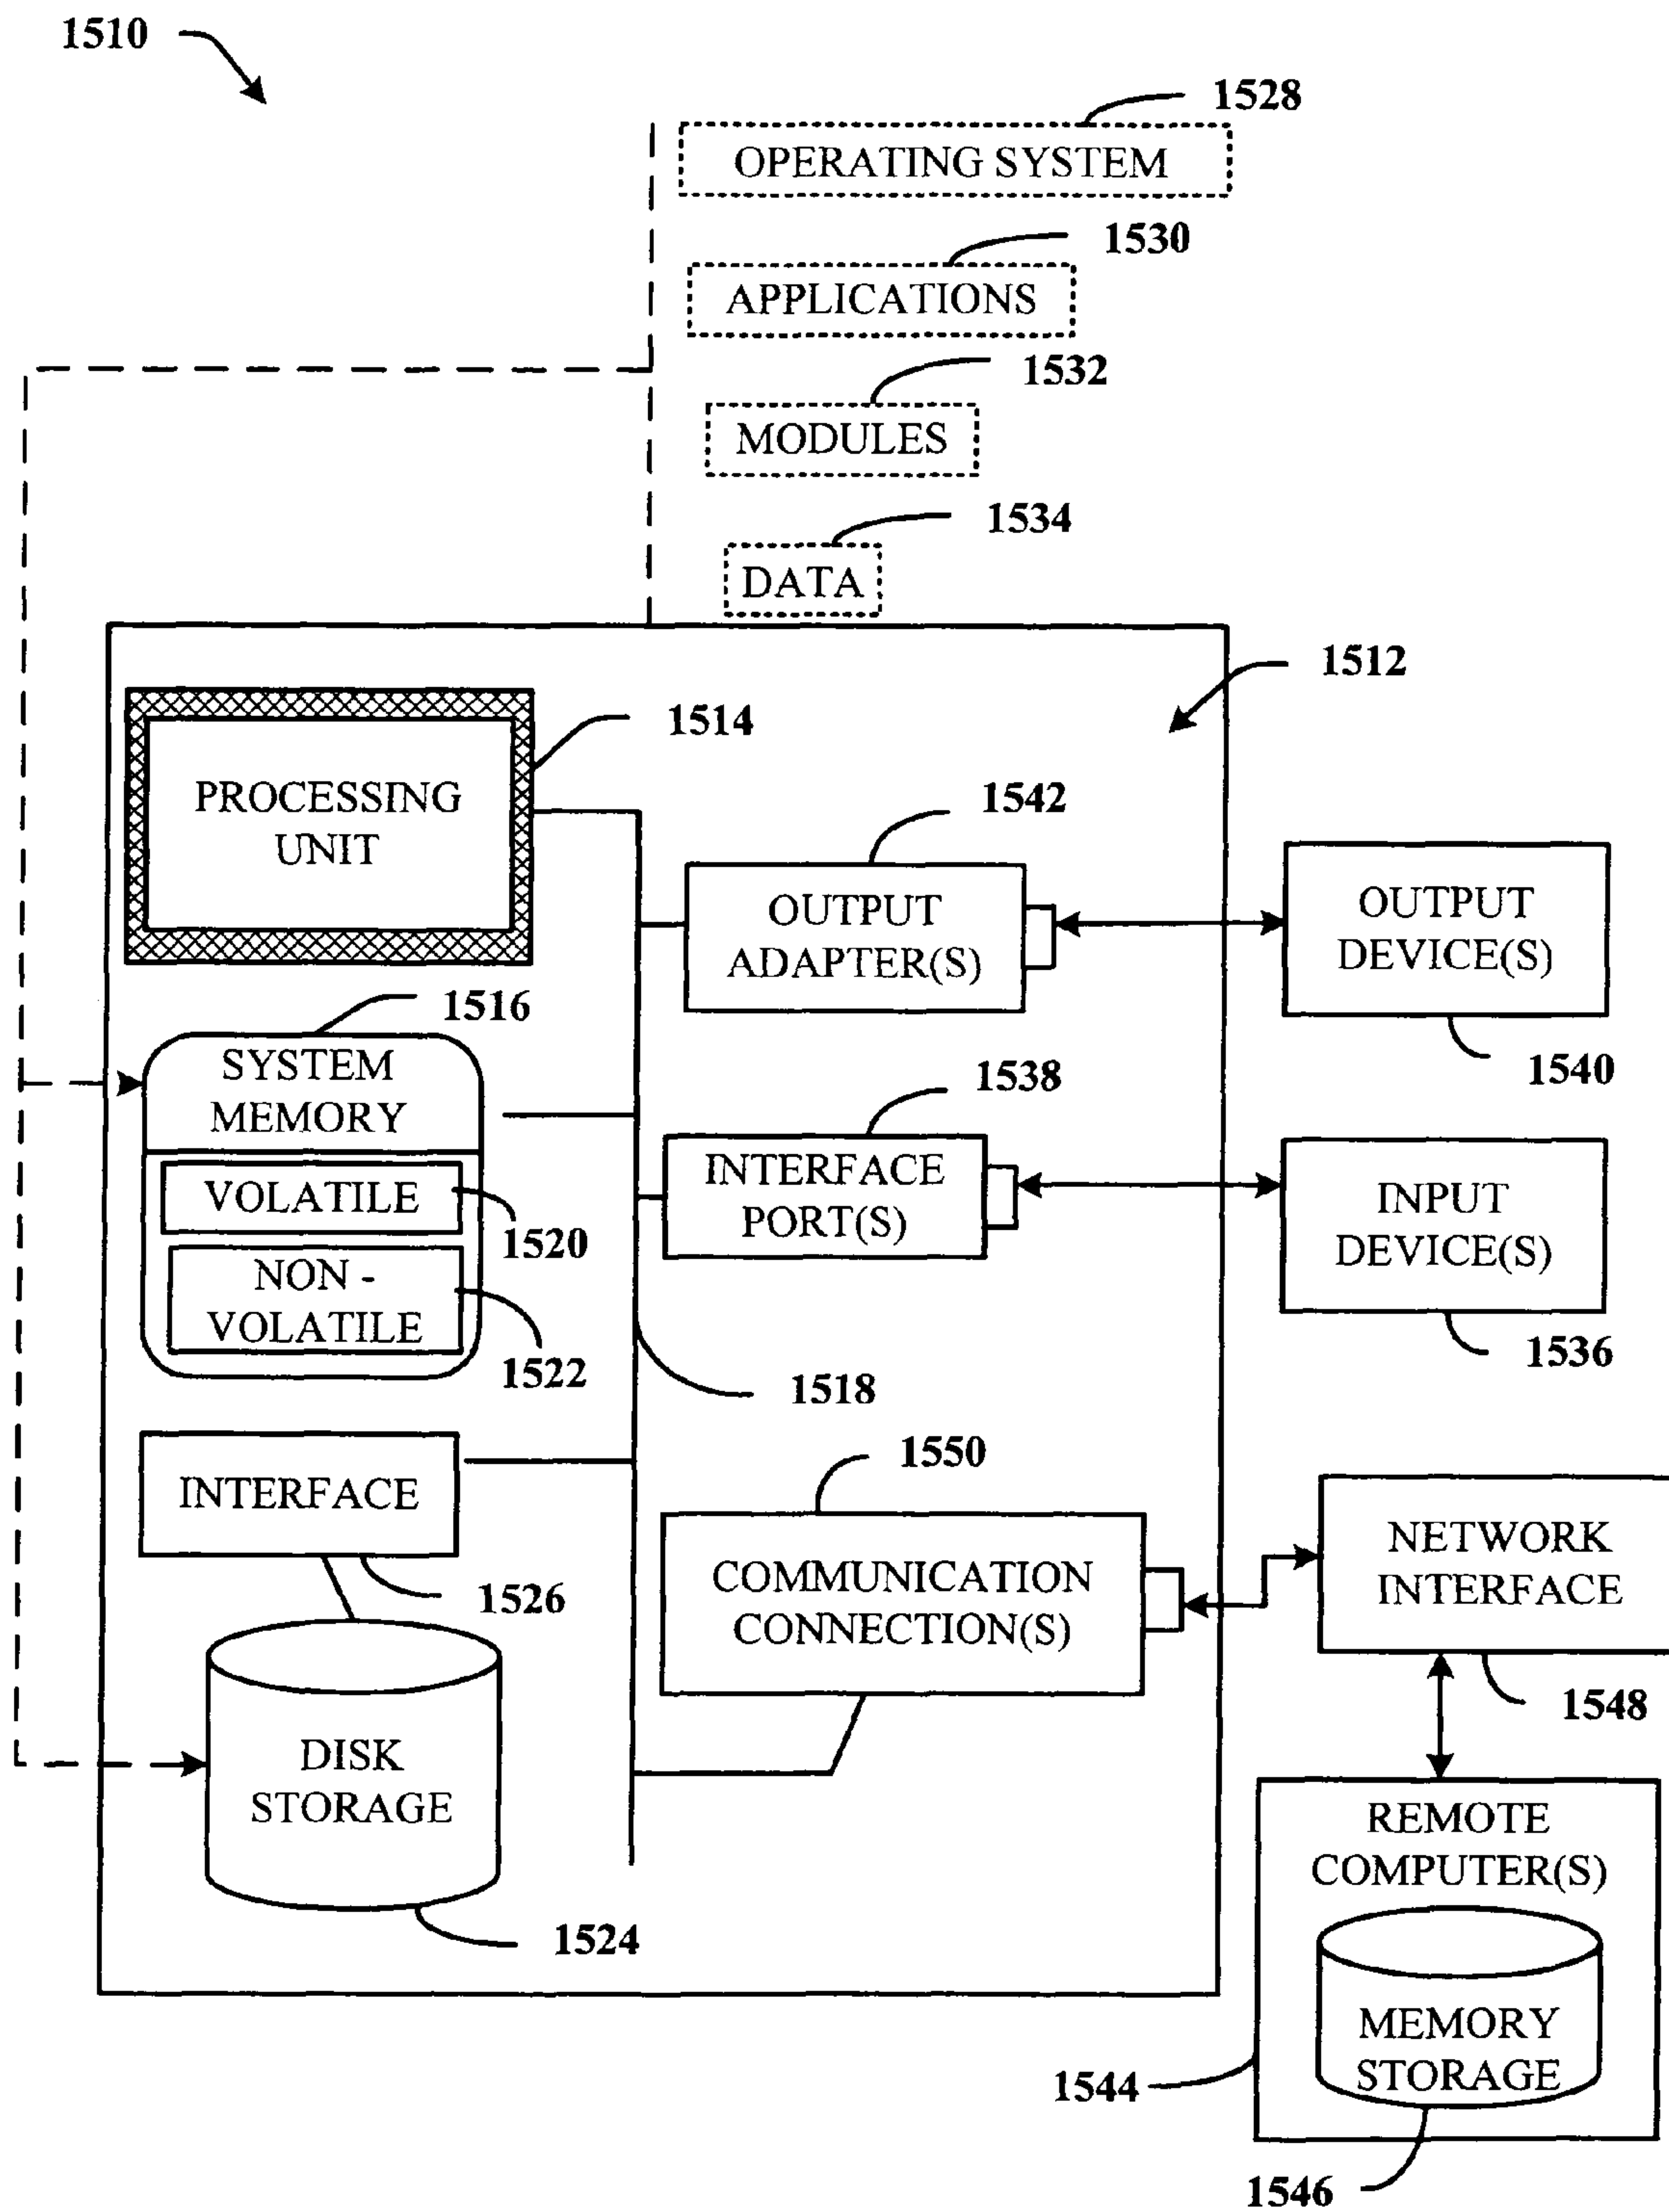 1510
1528
OPERATING SYSTEM
1530
APPLICATIONS
1532
MODULES
1534
DATA
1512
1514
PROCESSING
UNIT
1542
OUTPUT
ADAPTER(S)
OUTPUT
DEVICE(S)
1540
1516
SYSTEM
MEMORY
VOLATILE
1520
NON -
VOLATILE
1522
1538
INTERFACE
PORT(S)
INPUT
DEVICE(S)
1536
1518
INTERFACE
1526
1550
COMMUNICATION
CONNECTION(S)
NETWORK
INTERFACE
1548
DISK
STORAGE
1524
REMOTE
COMPUTER(S)
MEMORY
STORAGE
1544
1546